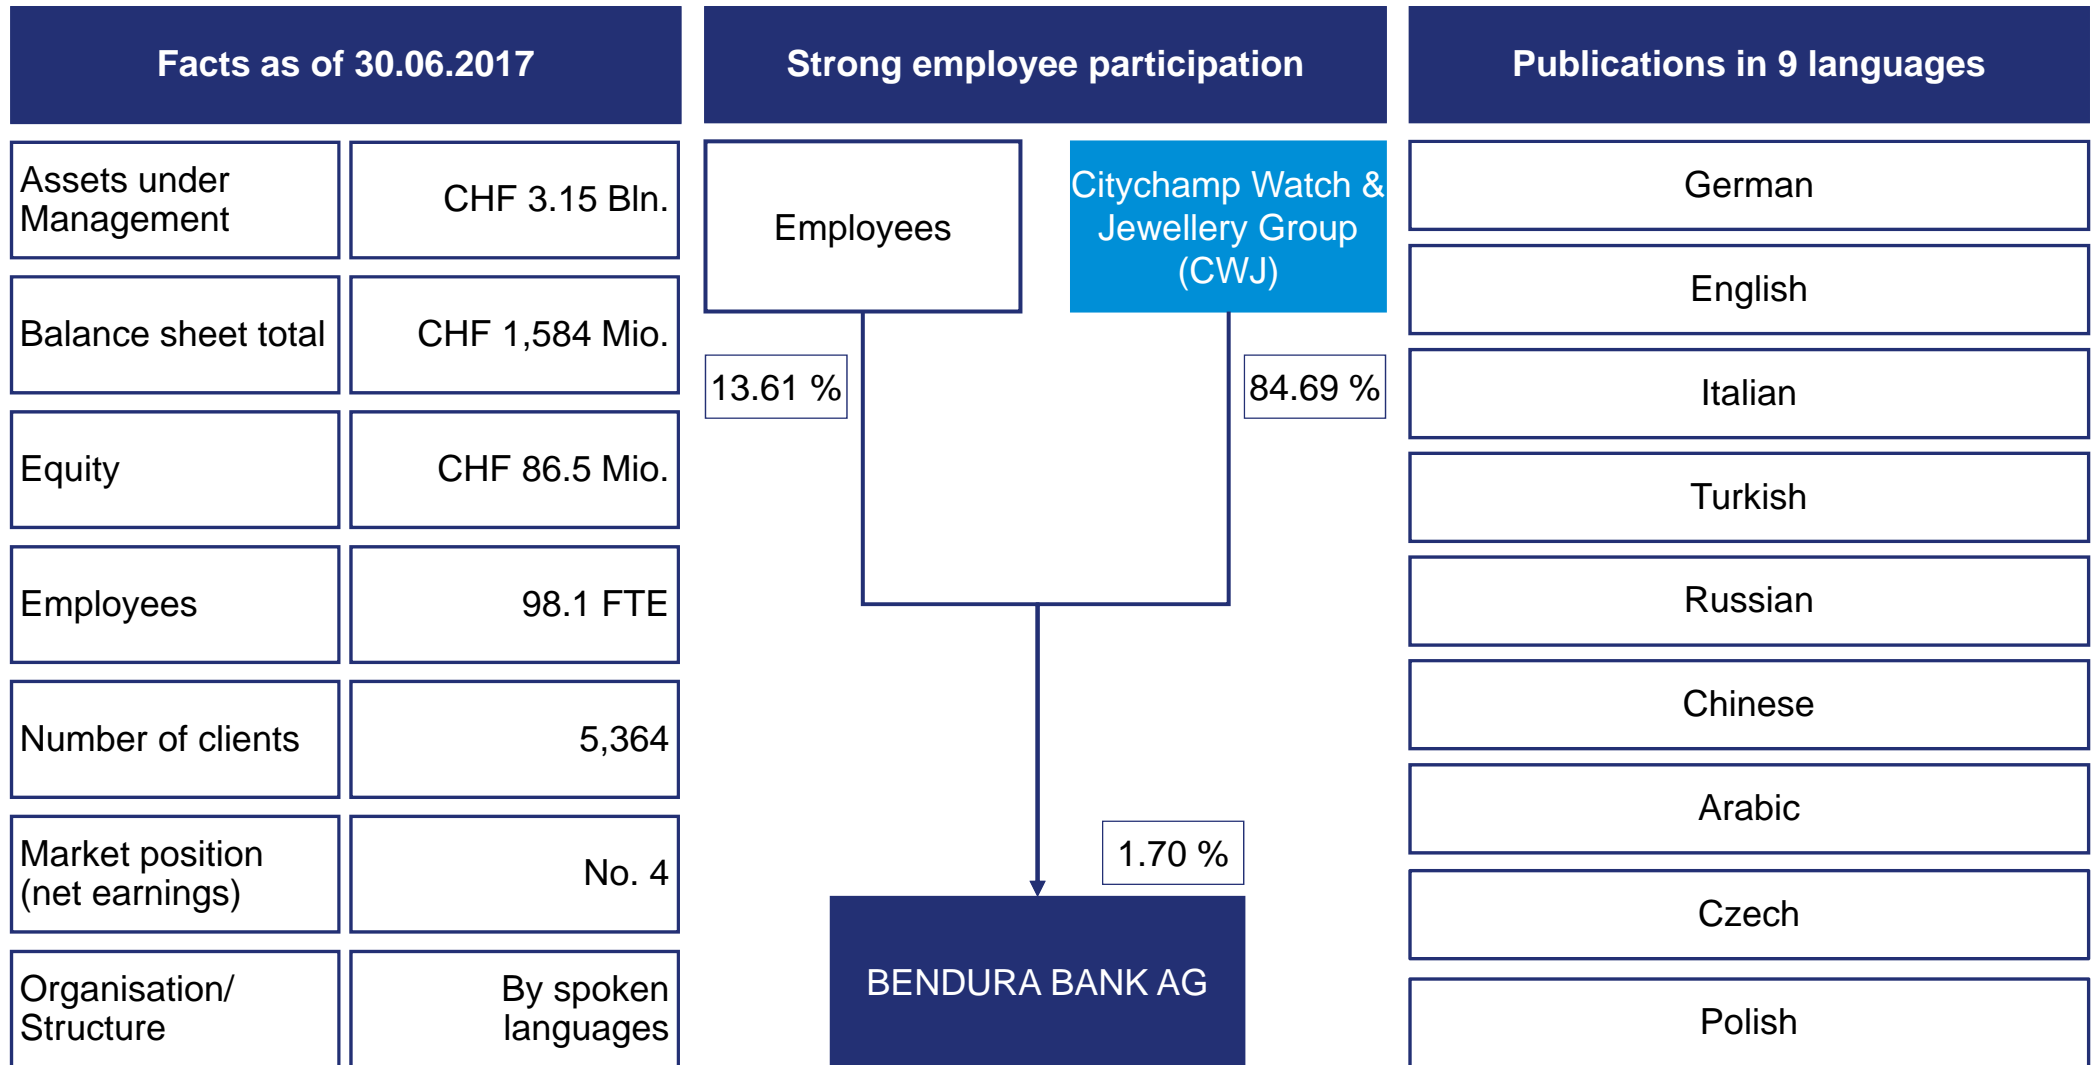 Facts as of 30.06.2017
Assets under
Management
CHF 3.15 Bln.
Balance sheet total
CHF 1,584 Mio.
Equity
CHF 86.5 Mio.
Employees
98.1 FTE
Number of clients
5,364
Market position
(net earnings)
No. 4
Organisation/
Structure
By spoken
languages
Strong employee participation
Employees
Citychamp Watch &
Jewellery Group
(CWJ)
13.61 %
84.69 %
1.70 %
BENDURA BANK AG
Publications in 9 languages
German
English
Italian
Turkish
Russian
Chinese
Arabic
Czech
Polish